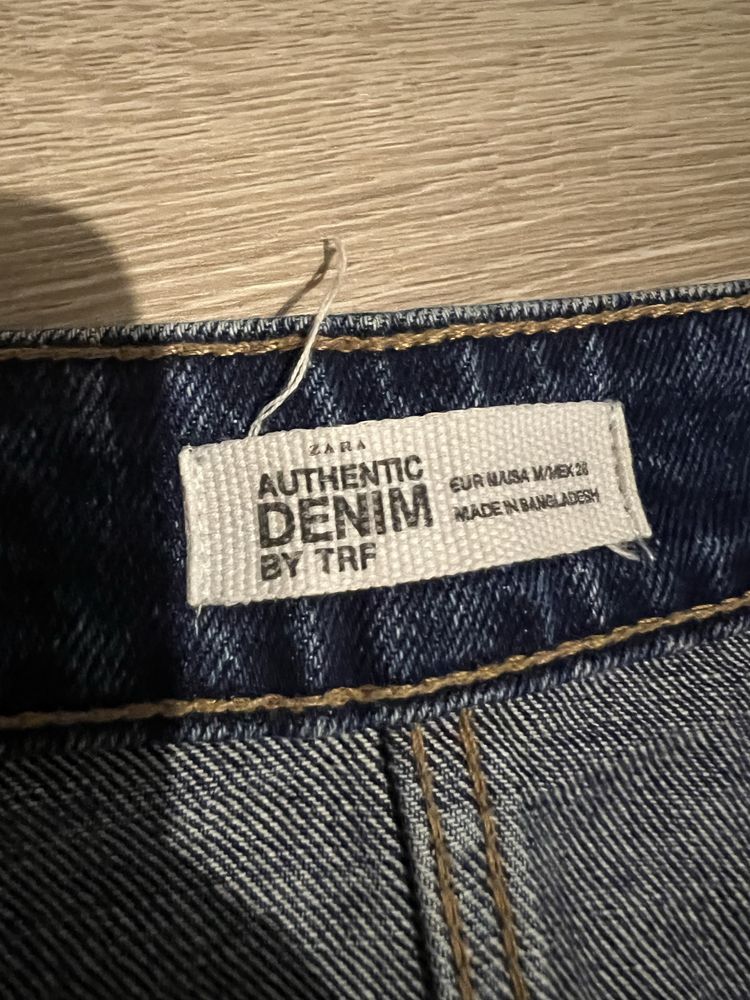 ZARA
AUTHENTIC
DENIM
BY TRF
EUR M/USA M/MEX 28
MADE IN BANGLADESH